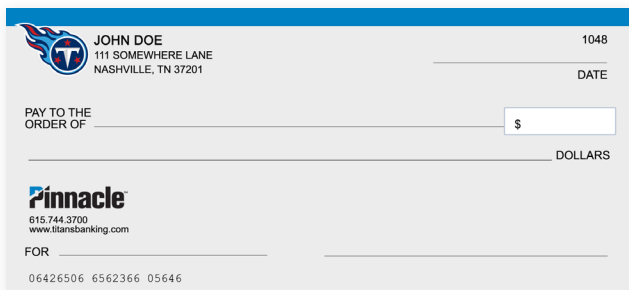 JOHN DOE 1048
111 SOMEWHERE LANE
NASHVILLE, TN 37201
DATE
PAY TO THE
ORDER OF $
DOLLARS
Pinnacle
615.744.3700
www.titansbanking.com
FOR
06426506 6562366 05646